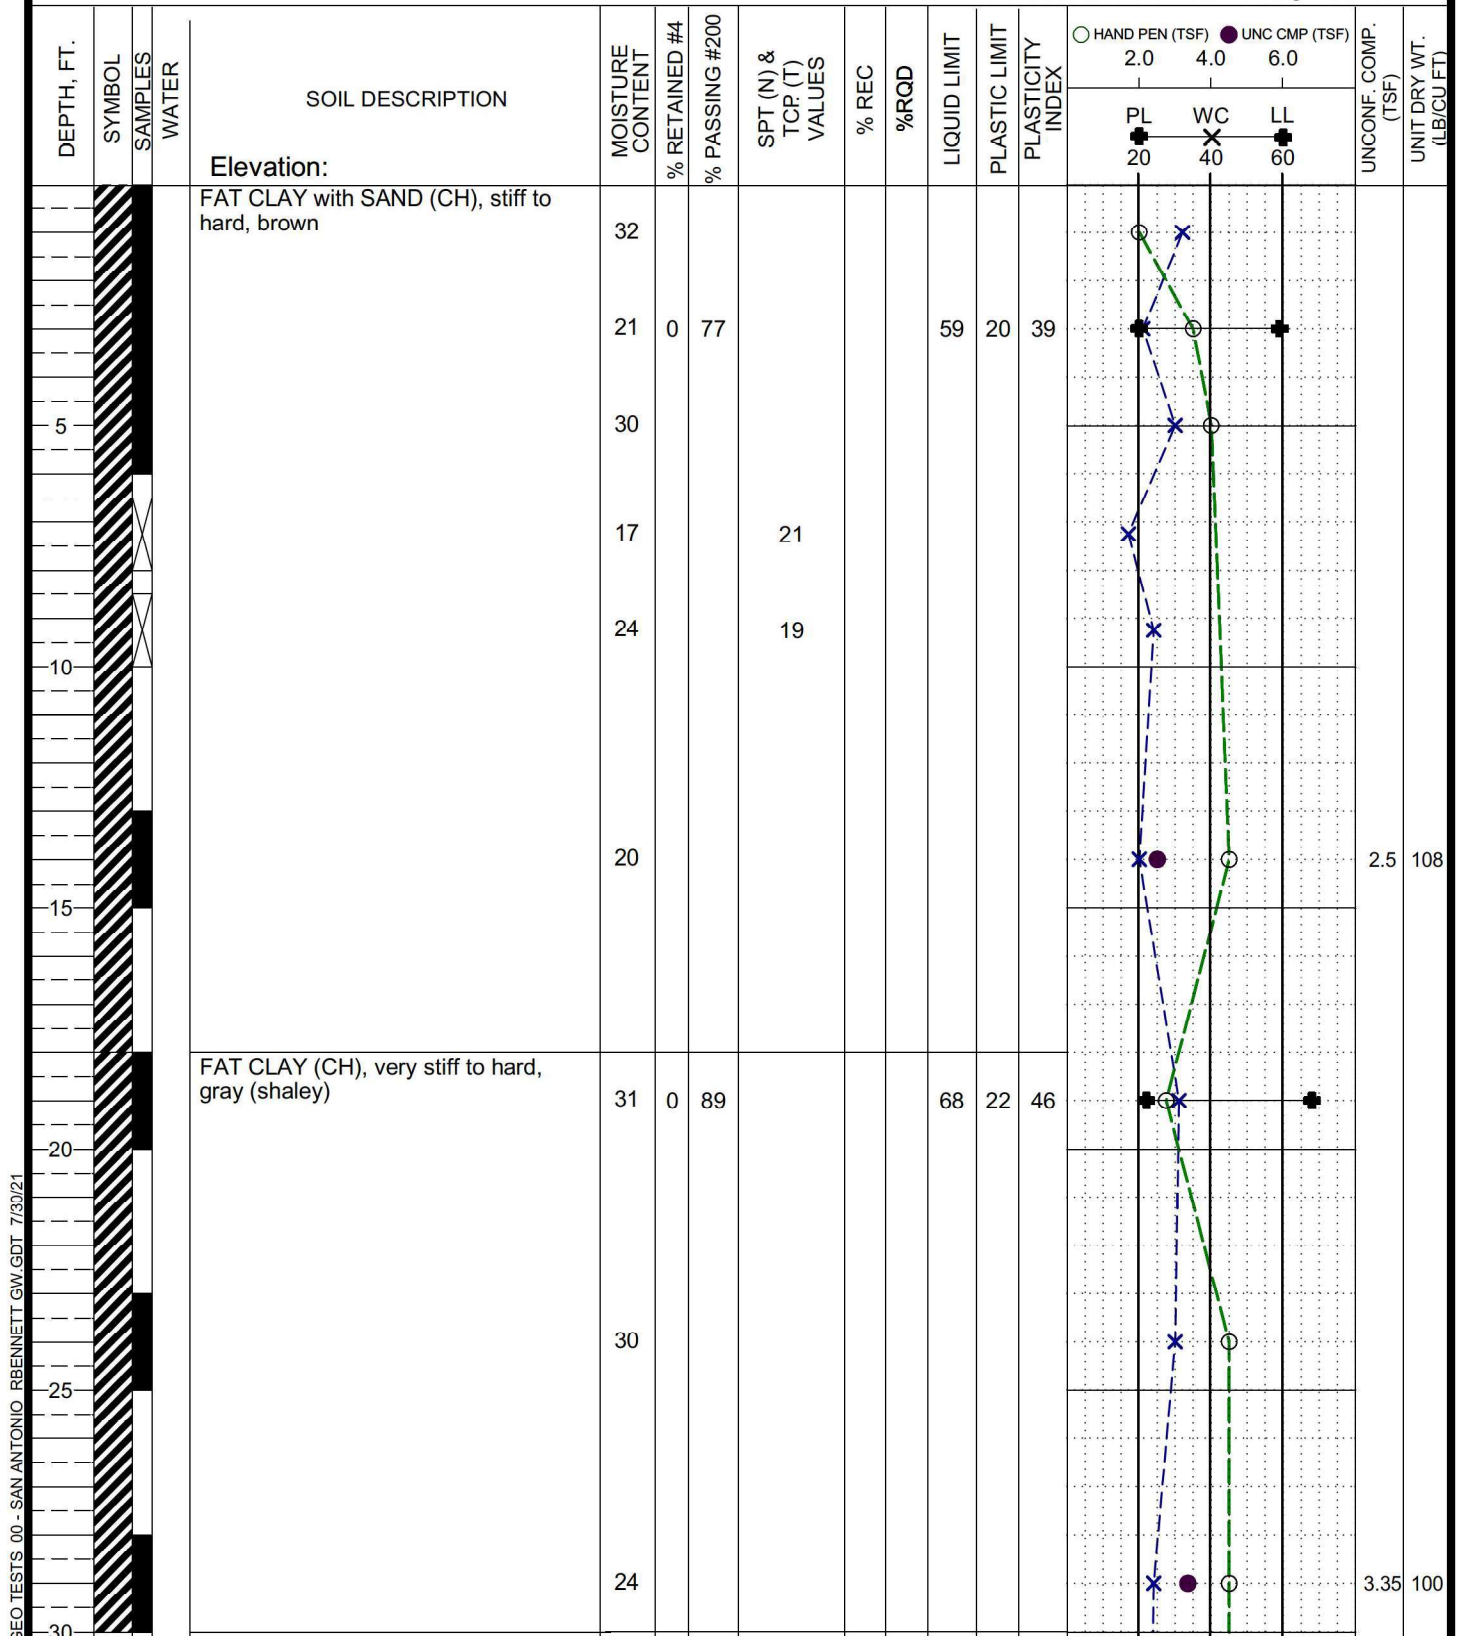 DEPTH, FT.
SYMBOL
SAMPLES
WATER
SOIL DESCRIPTION
Elevation:
MOISTURE
CONTENT
% RETAINED #4
% PASSING #200
SPT (N) &
TCP (T)
VALUES
% REC
%RQD
LIQUID LIMIT
PLASTIC LIMIT
PLASTICITY
INDEX
HAND PEN (TSF) UNC CMP (TSF)
2.0 4.0 6.0
PL WC LL
20 40 60
UNCONF. COMP.
(TSF)
UNIT DRY WT.
(LB/CU FT)
FAT CLAY with SAND (CH), stiff to
hard, brown
32
21 0 77 59 20 39
5 30
17 21
24 19
10
20 2.5 108
15
FAT CLAY (CH), very stiff to hard,
gray (shaley)
31 0 89 68 22 46
20
30
25
24 3.35 100
30
GEO TESTS 00 - SAN ANTONIO RBENNETT GW.GDT 7/30/21